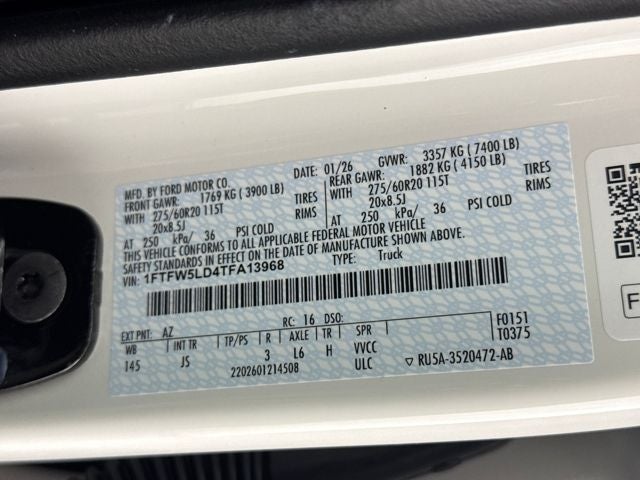 MFD. BY FORD MOTOR CO.
DATE: 01/26 GVWR: 3357 KG ( 7400 LB)
FRONT GAWR: 1769 KG ( 3900 LB) REAR GAWR: 1882 KG ( 4150 LB)
WITH 275/60R20 115T TIRES WITH 275/60R20 115T TIRES
20x8.5J RIMS 20x8.5J RIMS
AT 250 kPa/ 36 PSI COLD AT 250 kPa/ 36 PSI COLD
THIS VEHICLE CONFORMS TO ALL APPLICABLE FEDERAL MOTOR VEHICLE
SAFETY STANDARDS IN EFFECT ON THE DATE OF MANUFACTURE SHOWN ABOVE.
VIN: 1FTFW5LD4TFA13968 TYPE: Truck
EXT PNT: AZ RC: 16 DSO: F0151
WB INT TR TP/PS R AXLE TR SPR T0375
145 JS 3 L6 H VVCC
2202601214508 ULC ▽ RU5A-3520472-AB
F